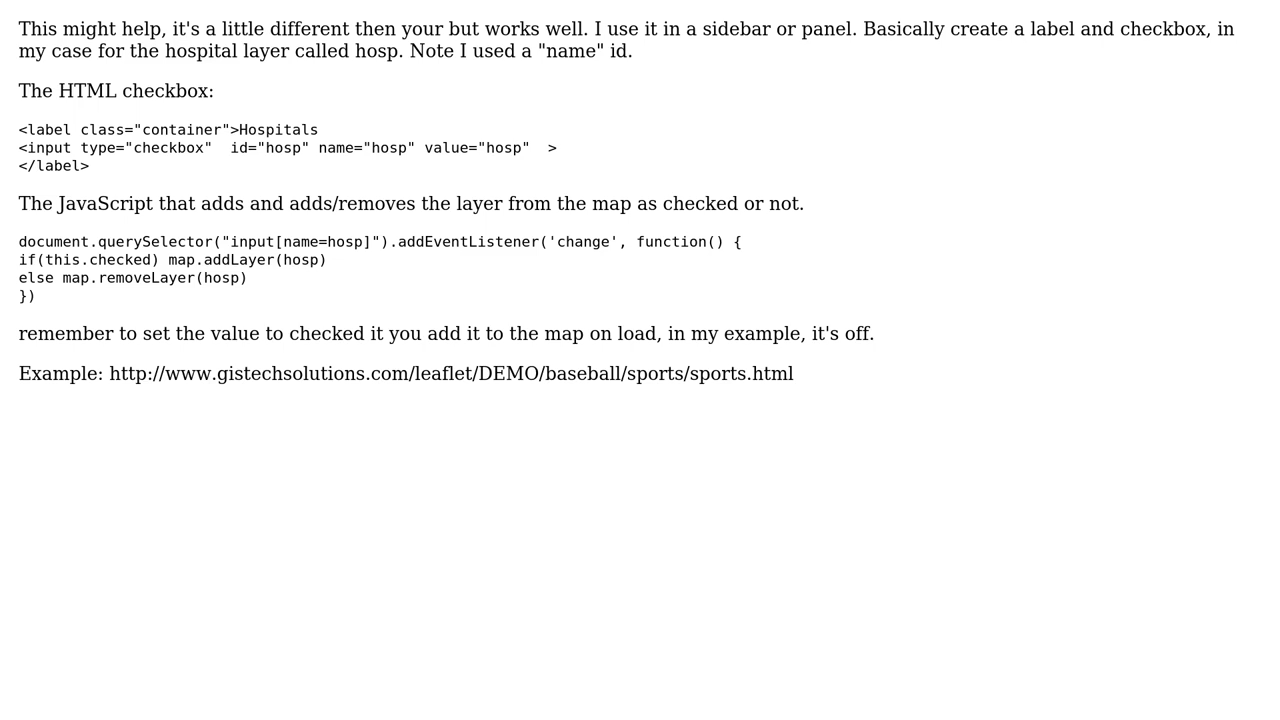 This might help, it's a little different then your but works well. I use it in a sidebar or panel. Basically create a label and checkbox, in
my case for the hospital layer called hosp. Note I used a "name" id.
The HTML checkbox:
<label class="container">Hospitals
<input type="checkbox"  id="hosp" name="hosp" value="hosp"  >
</label>
The JavaScript that adds and adds/removes the layer from the map as checked or not.
document.querySelector("input[name=hosp]").addEventListener('change', function() {
if(this.checked) map.addLayer(hosp)
else map.removeLayer(hosp)
})
remember to set the value to checked it you add it to the map on load, in my example, it's off.
Example: http://www.gistechsolutions.com/leaflet/DEMO/baseball/sports/sports.html